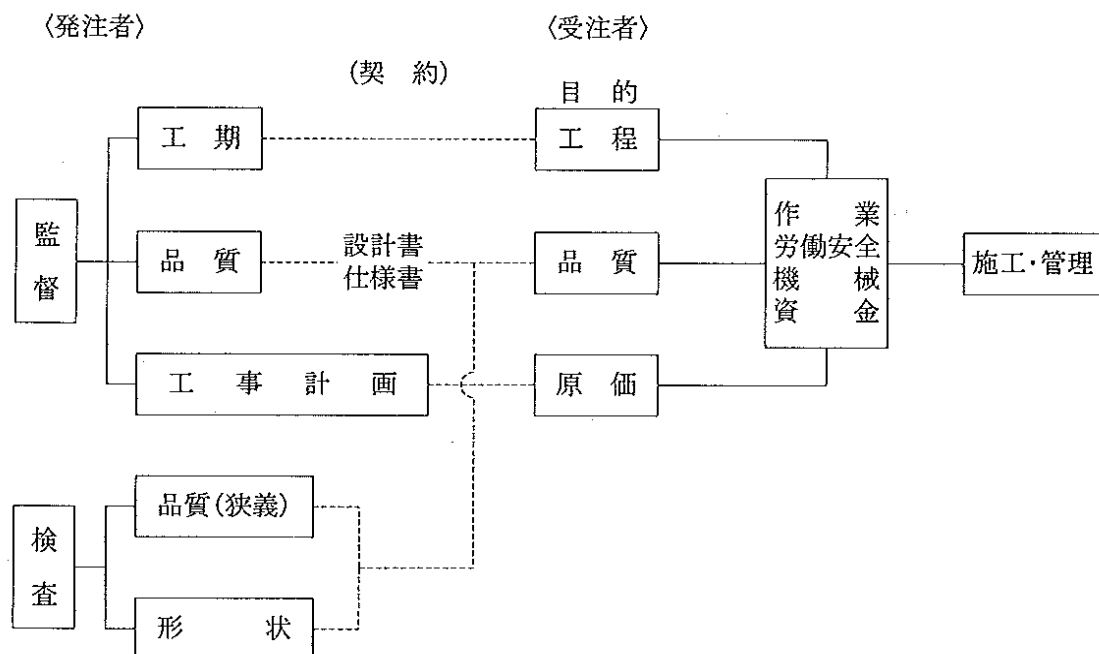 〈発注者〉
〈受注者〉
(契 約)
目 的
工 期
工 程
監督
品 質
設計書
仕様書
品 質
作 業
労働安全
機 械
資 金
施工・管理
工 事 計 画
原 価
検査
品質(狭義)
形 状